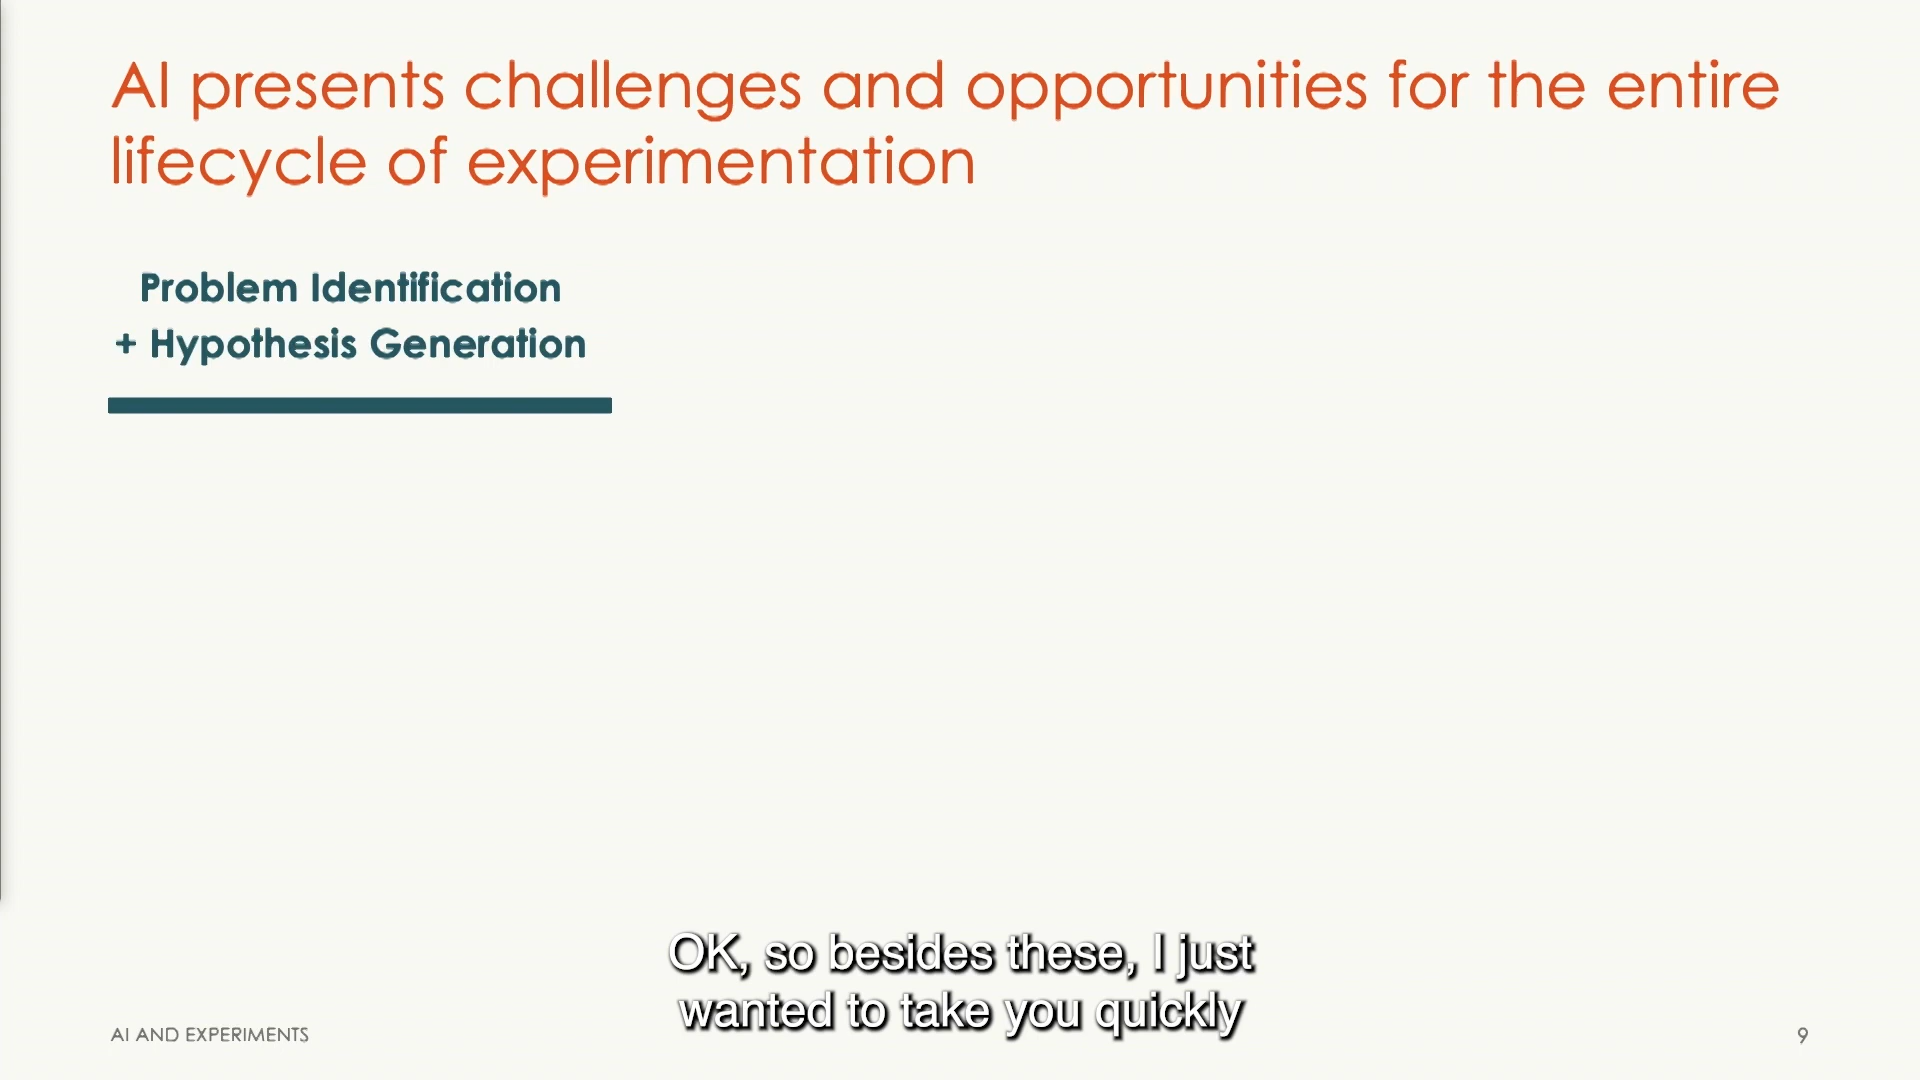 AI presents challenges and opportunities for the entire
lifecycle of experimentation
Problem Identification
+ Hypothesis Generation
OK, so besides these, I just
wanted to take you quickly
AI AND EXPERIMENTS
9